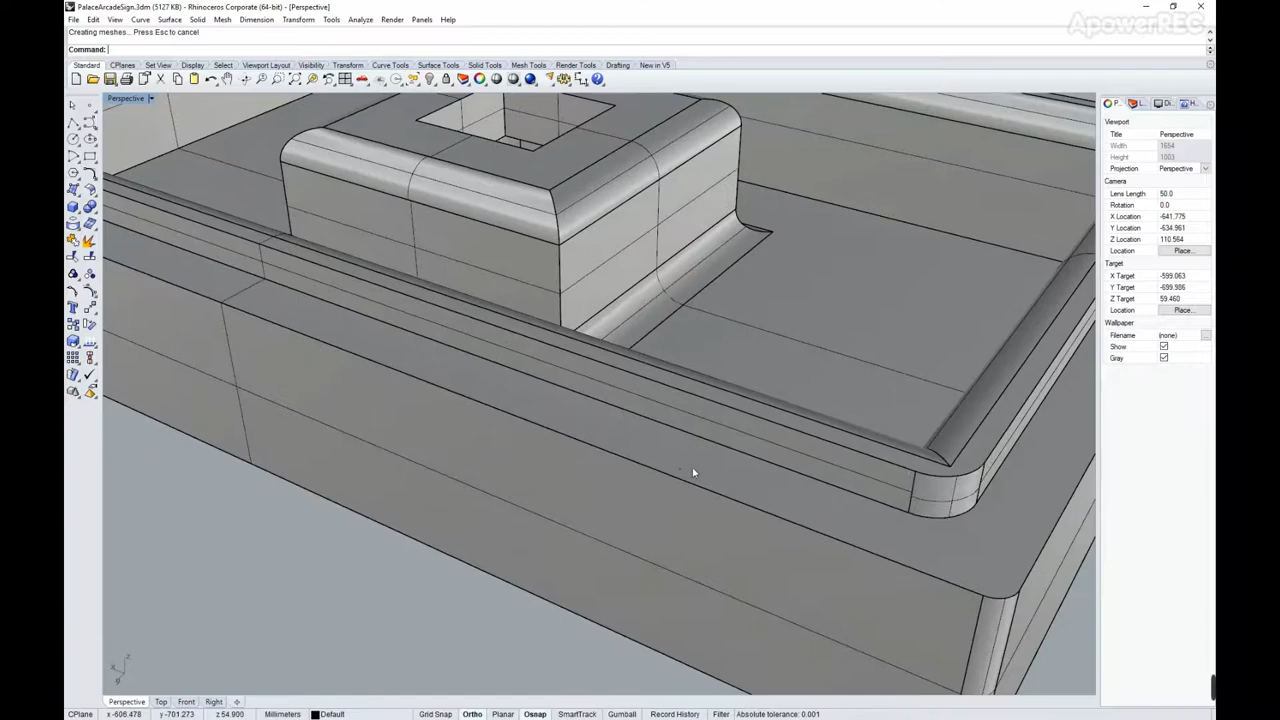 PalaceArcadeSign.3dm (5127 KB) - Rhinoceros Corporate (64-bit) - [Perspective]
File Edit View Curve Surface Solid Mesh Dimension Transform Tools Analyze Render Panels Help
ApowerREC
Creating meshes... Press Esc to cancel
Command:
Standard CPlanes Set View Display Select Viewport Layout Visibility Transform Curve Tools Surface Tools Solid Tools Mesh Tools Render Tools Drafting New in V5
Perspective
P... L... Di... H...
Viewport
Title Perspective
Width 1654
Height 1003
Projection Perspective
Camera
Lens Length 50.0
Rotation 0.0
X Location -641.775
Y Location -634.961
Z Location 110.564
Location Place...
Target
X Target -599.063
Y Target -699.986
Z Target 59.460
Location Place...
Wallpaper
Filename (none) ...
Show
Gray
z
x
y
Perspective Top Front Right
CPlane x -606.478 y -701.273 z 54.900 Millimeters Default Grid Snap Ortho Planar Osnap SmartTrack Gumball Record History Filter Absolute tolerance: 0.001